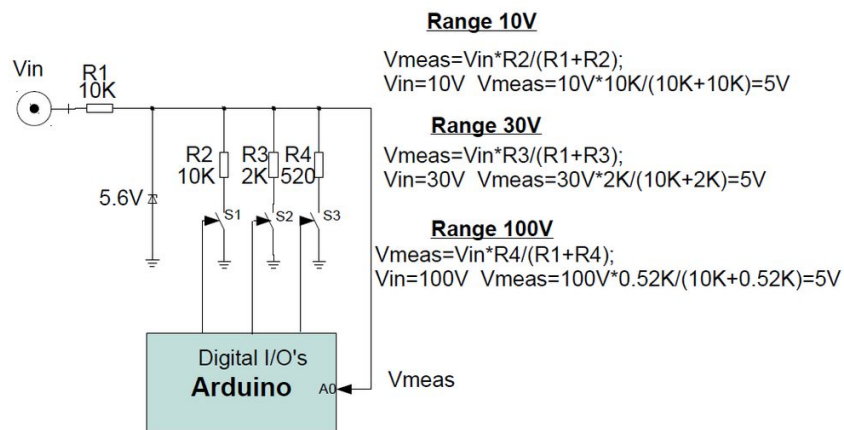 Range 10V
Vmeas=Vin*R2/(R1+R2);
Vin=10V Vmeas=10V*10K/(10K+10K)=5V
Range 30V
Vmeas=Vin*R3/(R1+R3);
Vin=30V Vmeas=30V*2K/(10K+2K)=5V
Range 100V
Vmeas=Vin*R4/(R1+R4);
Vin=100V Vmeas=100V*0.52K/(10K+0.52K)=5V
Vin
R1
10K
R2 R3 R4
10K 2K 520
5.6V
S1 S2 S3
Digital I/O's
Arduino A0
Vmeas